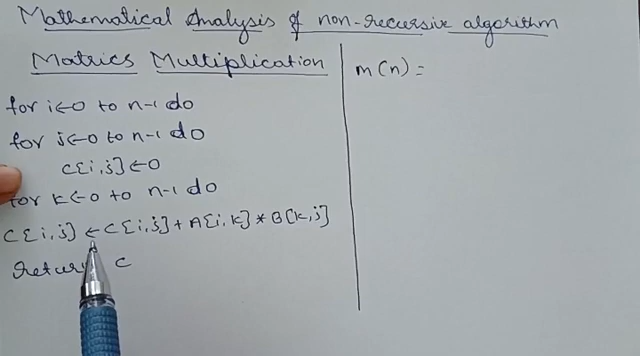 Mathematical Analysis of non-recursive algorithm
Matrics Multiplication
m(n) =
for i←0 to n-1 do
for j←0 to n-1 do
c[i,j]←0
for k←0 to n-1 do
c[i,j] ← c[i,j] + A[i,k] * B[k,j]
return c